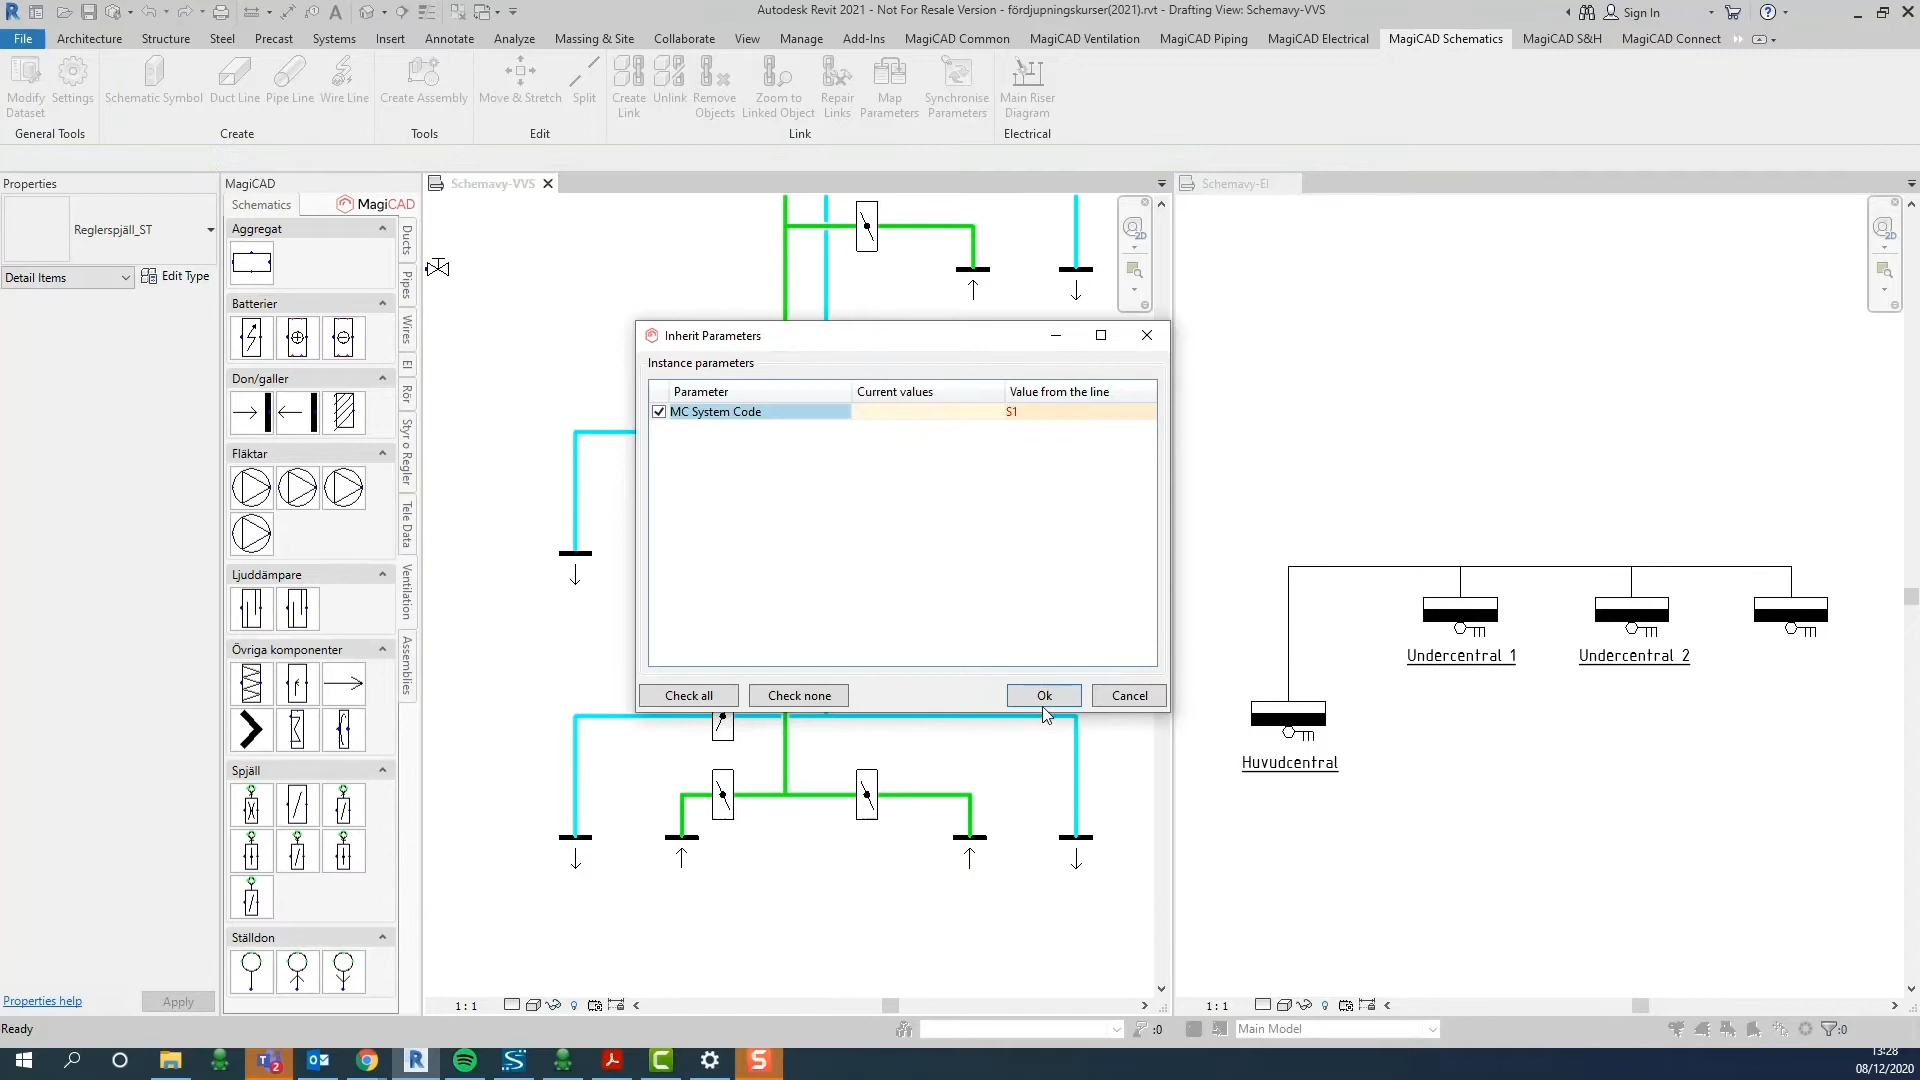 Autodesk Revit 2021 - Not For Resale Version - fördjupningskurser(2021).rvt - Drafting View: Schemavy-VVS
Sign In
File Architecture Structure Steel Precast Systems Insert Annotate Analyze Massing & Site Collaborate View Manage Add-Ins MagiCAD Common MagiCAD Ventilation MagiCAD Piping MagiCAD Electrical MagiCAD Schematics MagiCAD S&H MagiCAD Connect
Modify Dataset
Settings
Schematic Symbol
Duct Line
Pipe Line
Wire Line
Create Assembly
Move & Stretch
Split
Create Link
Unlink
Remove Objects
Zoom to Linked Object
Repair Links
Map Parameters
Synchronise Parameters
Main Riser Diagram
General Tools
Create
Tools
Edit
Link
Electrical
Properties
Reglerspjäll_ST
Detail Items
Edit Type
Properties help
Apply
MagiCAD
Schematics
MagiCAD
Aggregat
Batterier
Don/galler
Fläktar
Ljuddämpare
Övriga komponenter
Spjäll
Ställdon
Ducts
Pipes
Wires
El
Rör
Styr o Regler
Tele Data
Ventilation
Assemblies
Schemavy-VVS
Schemavy-El
2D
2D
Inherit Parameters
Instance parameters
Parameter Current values Value from the line
MC System Code S1
Check all
Check none
Ok
Cancel
Undercentral 1
Undercentral 2
Huvudcentral
1 : 1
1 : 1
Ready
:0
Main Model
:0
2
13:28
08/12/2020